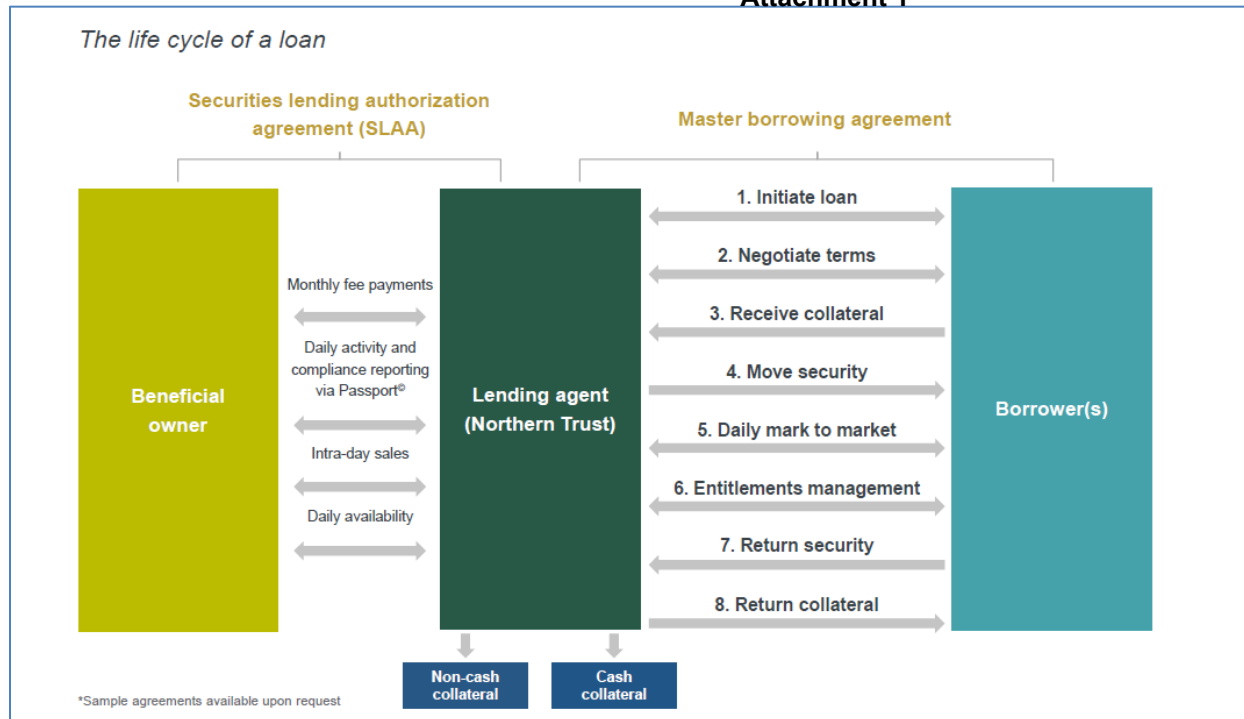 Attachment 1
The life cycle of a loan
Securities lending authorization
agreement (SLAA)
Master borrowing agreement
Beneficial
owner
Monthly fee payments
Daily activity and
compliance reporting
via Passport©
Intra-day sales
Daily availability
Lending agent
(Northern Trust)
1. Initiate loan
2. Negotiate terms
3. Receive collateral
4. Move security
5. Daily mark to market
6. Entitlements management
7. Return security
8. Return collateral
Borrower(s)
Non-cash
collateral
Cash
collateral
*Sample agreements available upon request